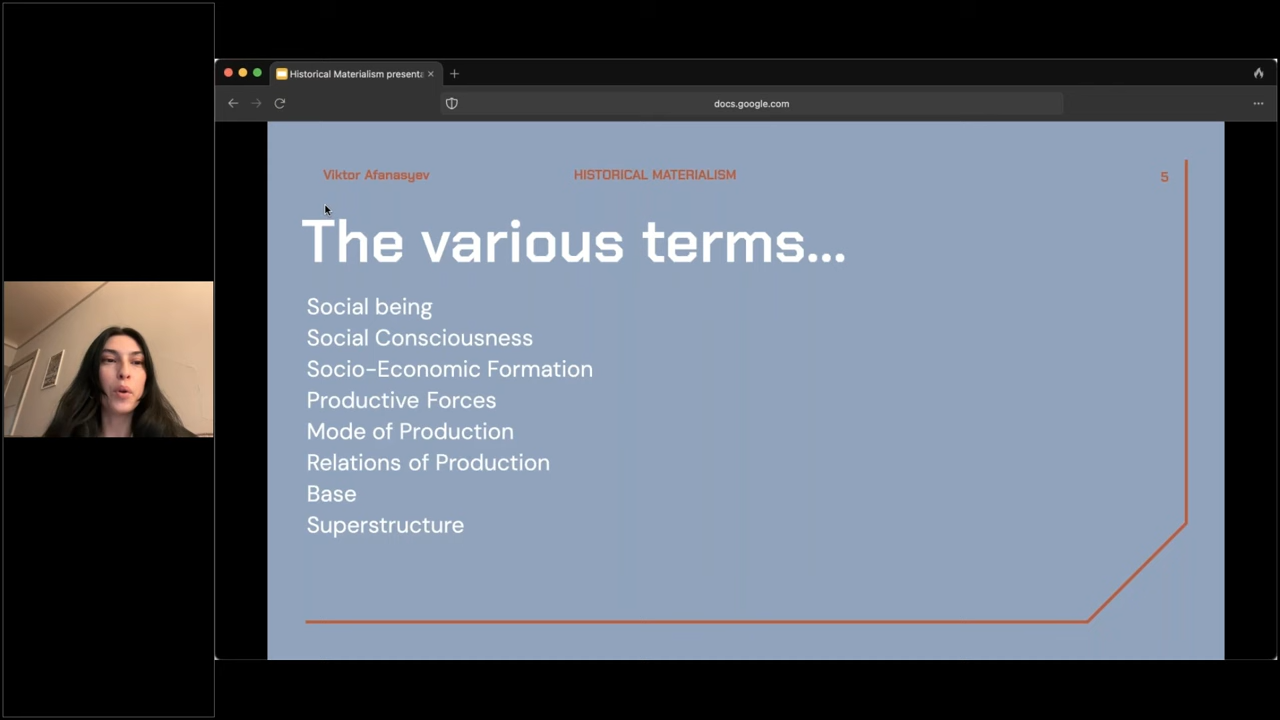 Historical Materialism presenta
docs.google.com
Viktor Afanasyev
HISTORICAL MATERIALISM
5
The various terms...
Social being
Social Consciousness
Socio-Economic Formation
Productive Forces
Mode of Production
Relations of Production
Base
Superstructure